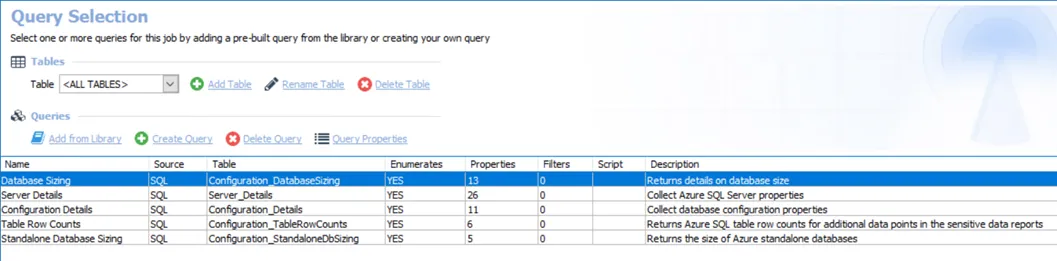 Query Selection
Select one or more queries for this job by adding a pre-built query from the library or creating your own query
Tables
Table <ALL TABLES> Add Table Rename Table Delete Table
Queries
Add from Library Create Query Delete Query Query Properties
Name Source Table Enumerates Properties Filters Script Description
Database Sizing SQL Configuration_DatabaseSizing YES 13 0 Returns details on database size
Server Details SQL Server_Details YES 26 0 Collect Azure SQL Server properties
Configuration Details SQL Configuration_Details YES 11 0 Collect database configuration properties
Table Row Counts SQL Configuration_TableRowCounts YES 6 0 Returns Azure SQL table row counts for additional data points in the sensitive data reports
Standalone Database Sizing SQL Configuration_StandaloneDbSizing YES 5 0 Returns the size of Azure standalone databases